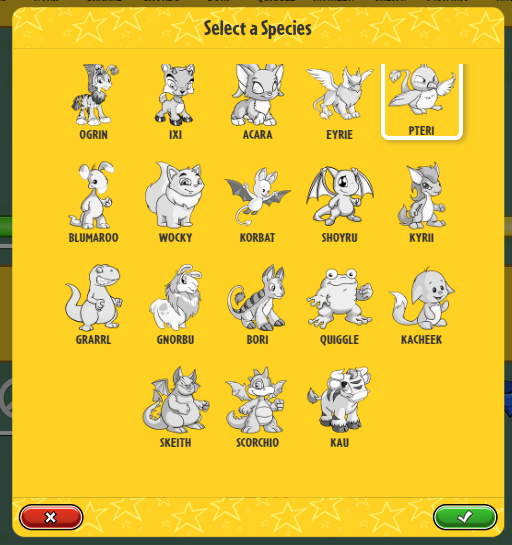 Select a Species
OGRIN IXI ACARA EYRIE PTERI
BLUMAROO WOCKY KORBAT SHOYRU KYRII
GRARRL GNORBU BORI QUIGGLE KACHEEK
SKEITH SCORCHIO KAU